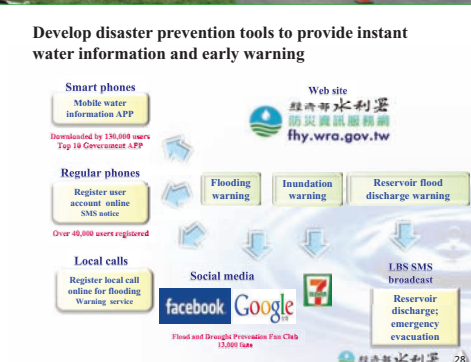 Develop disaster prevention tools to provide instant
water information and early warning
Smart phones
Mobile water
information APP
Downloaded by 130,000 users
Top 10 Government APP
Web site
經濟部水利署
防災資訊服務網
fhy.wra.gov.tw
Regular phones
Register user
account online
SMS notice
Over 40,000 users registered
Flooding
warning
Inundation
warning
Reservoir flood
discharge warning
Local calls
Register local call
online for flooding
Warning service
Social media
facebook
Google
台灣
7
ELEVEN
Flood and Drought Prevention Fan Club
13,000 fans
LBS SMS
broadcast
Reservoir
discharge;
emergency
evacuation
經濟部水利署
28